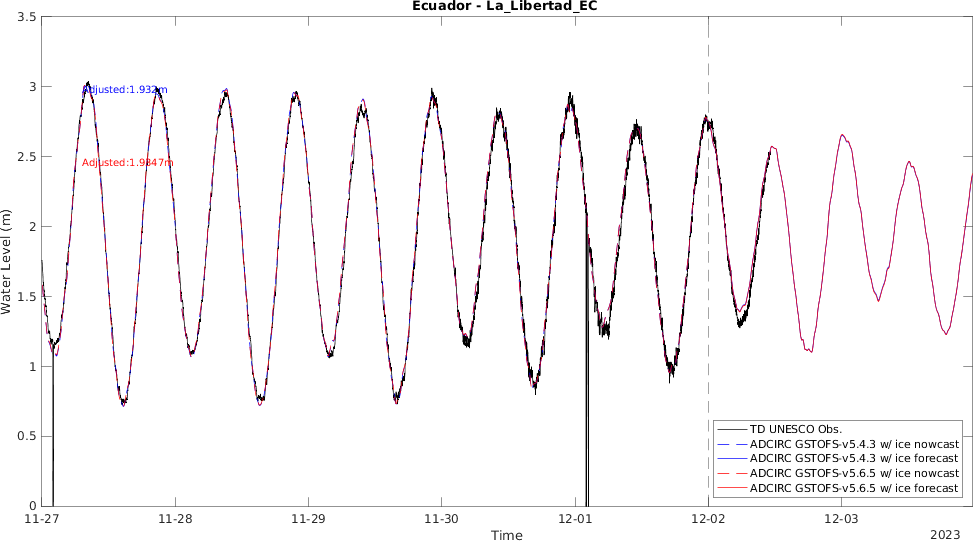 Ecuador - La_Libertad_EC
3.5
3
2.5
2
1.5
1
0.5
0
Water Level (m)
Adjusted:1.932m
Adjusted:1.9847m
TD UNESCO Obs.
ADCIRC GSTOFS-v5.4.3 w/ ice nowcast
ADCIRC GSTOFS-v5.4.3 w/ ice forecast
ADCIRC GSTOFS-v5.6.5 w/ ice nowcast
ADCIRC GSTOFS-v5.6.5 w/ ice forecast
11-27 11-28 11-29 11-30 12-01 12-02 12-03
Time
2023